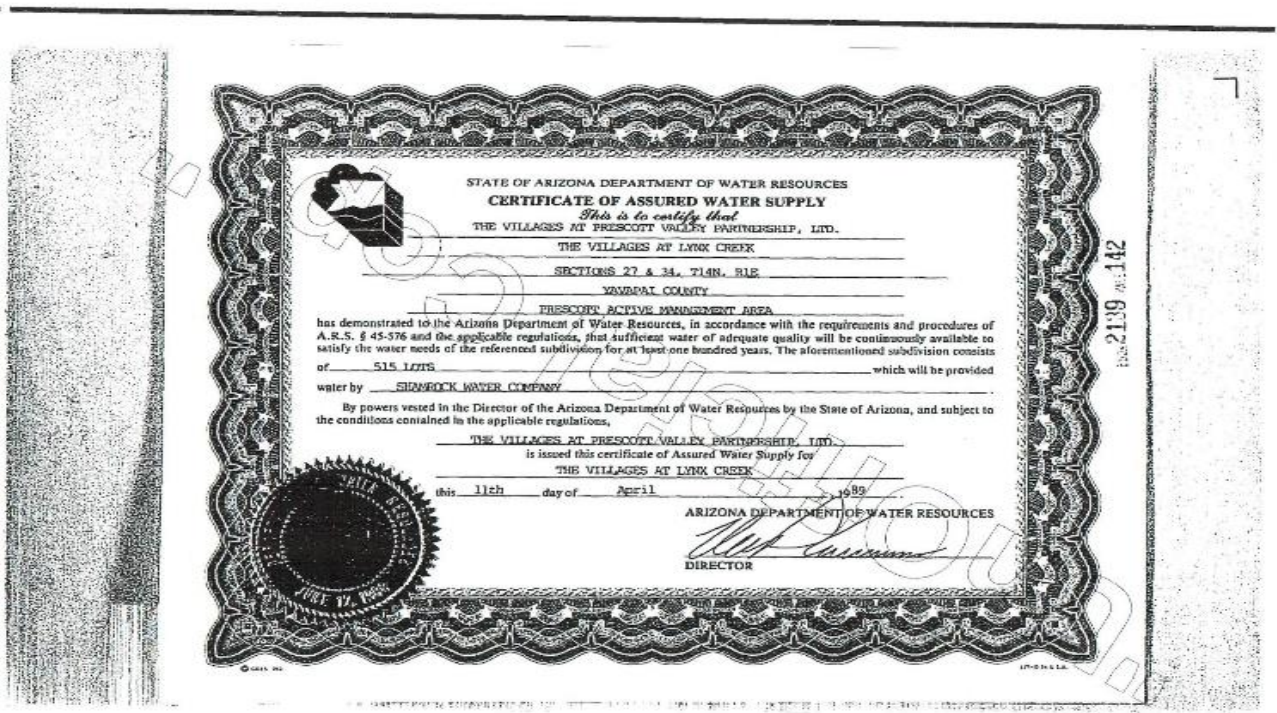 STATE OF ARIZONA DEPARTMENT OF WATER RESOURCES
CERTIFICATE OF ASSURED WATER SUPPLY
This is to certify that
THE VILLAGES AT PRESCOTT VALLEY PARTNERSHIP, LTD.
THE VILLAGES AT LYNX CREEK
SECTIONS 27 & 34, T14N, R1E
YAVAPAI COUNTY
PRESCOTT ACTIVE MANAGEMENT AREA
has demonstrated to the Arizona Department of Water Resources, in accordance with the requirements and procedures of
A.R.S. § 45-576 and the applicable regulations, that sufficient water of adequate quality will be continuously available to
satisfy the water needs of the referenced subdivision for at least one hundred years. The aforementioned subdivision consists
of 515 LOTS which will be provided
water by SHAMROCK WATER COMPANY
By powers vested in the Director of the Arizona Department of Water Resources by the State of Arizona, and subject to
the conditions contained in the applicable regulations,
THE VILLAGES AT PRESCOTT VALLEY PARTNERSHIP, LTD.
is issued this certificate of Assured Water Supply for
THE VILLAGES AT LYNX CREEK
this 11th day of April, 1989
ARIZONA DEPARTMENT OF WATER RESOURCES
DIRECTOR
JUNE 12, 1980
2139 142
Unofficial Copy